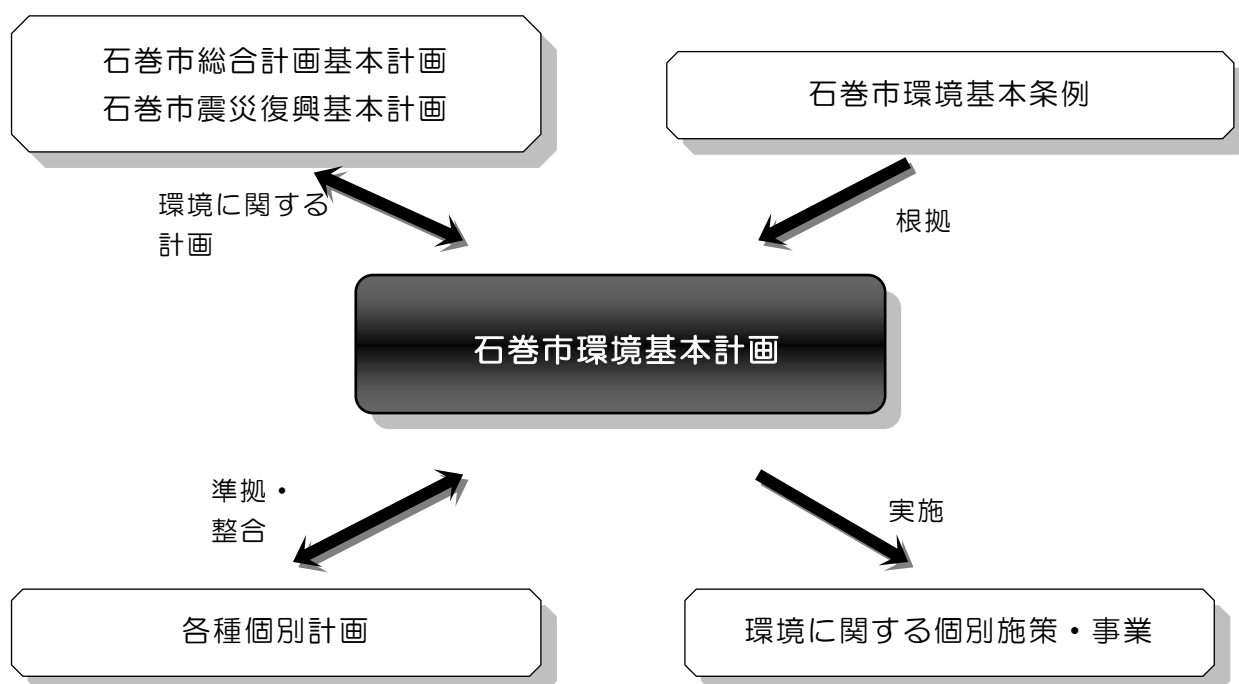 石巻市総合計画基本計画
石巻市震災復興基本計画
石巻市環境基本条例
環境に関する
計画
根拠
石巻市環境基本計画
準拠・
整合
実施
各種個別計画
環境に関する個別施策・事業